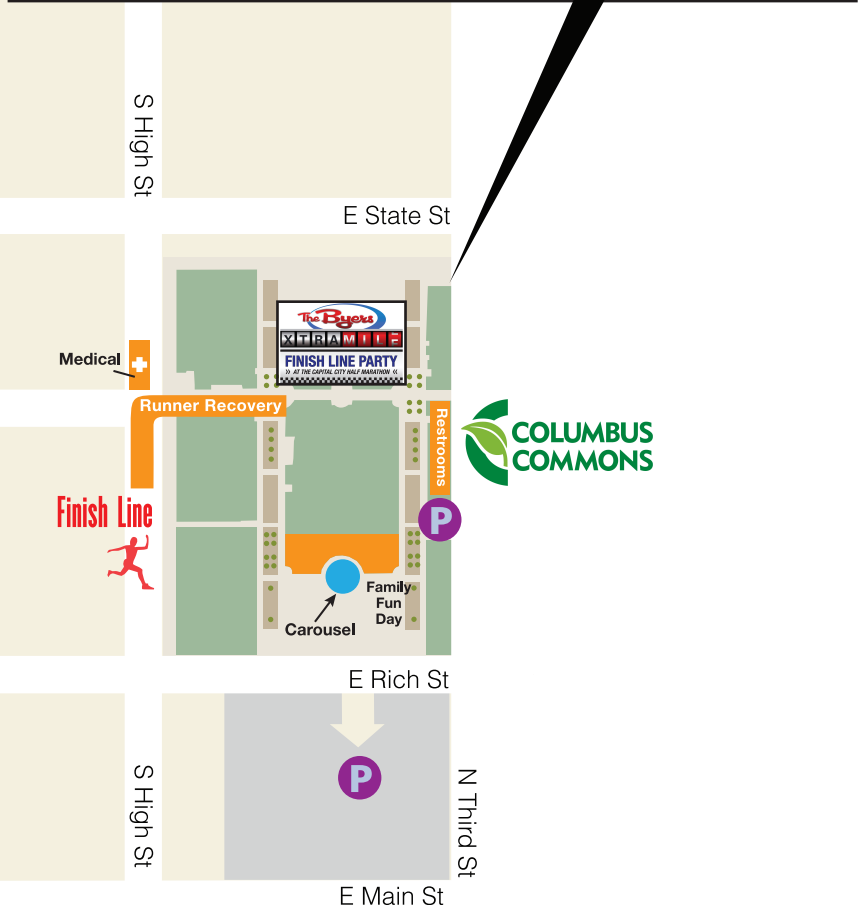 S High St
E State St
The Byers
XTRAMILE
FINISH LINE PARTY
» AT THE CAPITAL CITY HALF MARATHON «
Medical
Runner Recovery
Restrooms
COLUMBUS
COMMONS
Finish Line
P
Family
Fun
Day
Carousel
E Rich St
P
S High St
N Third St
E Main St